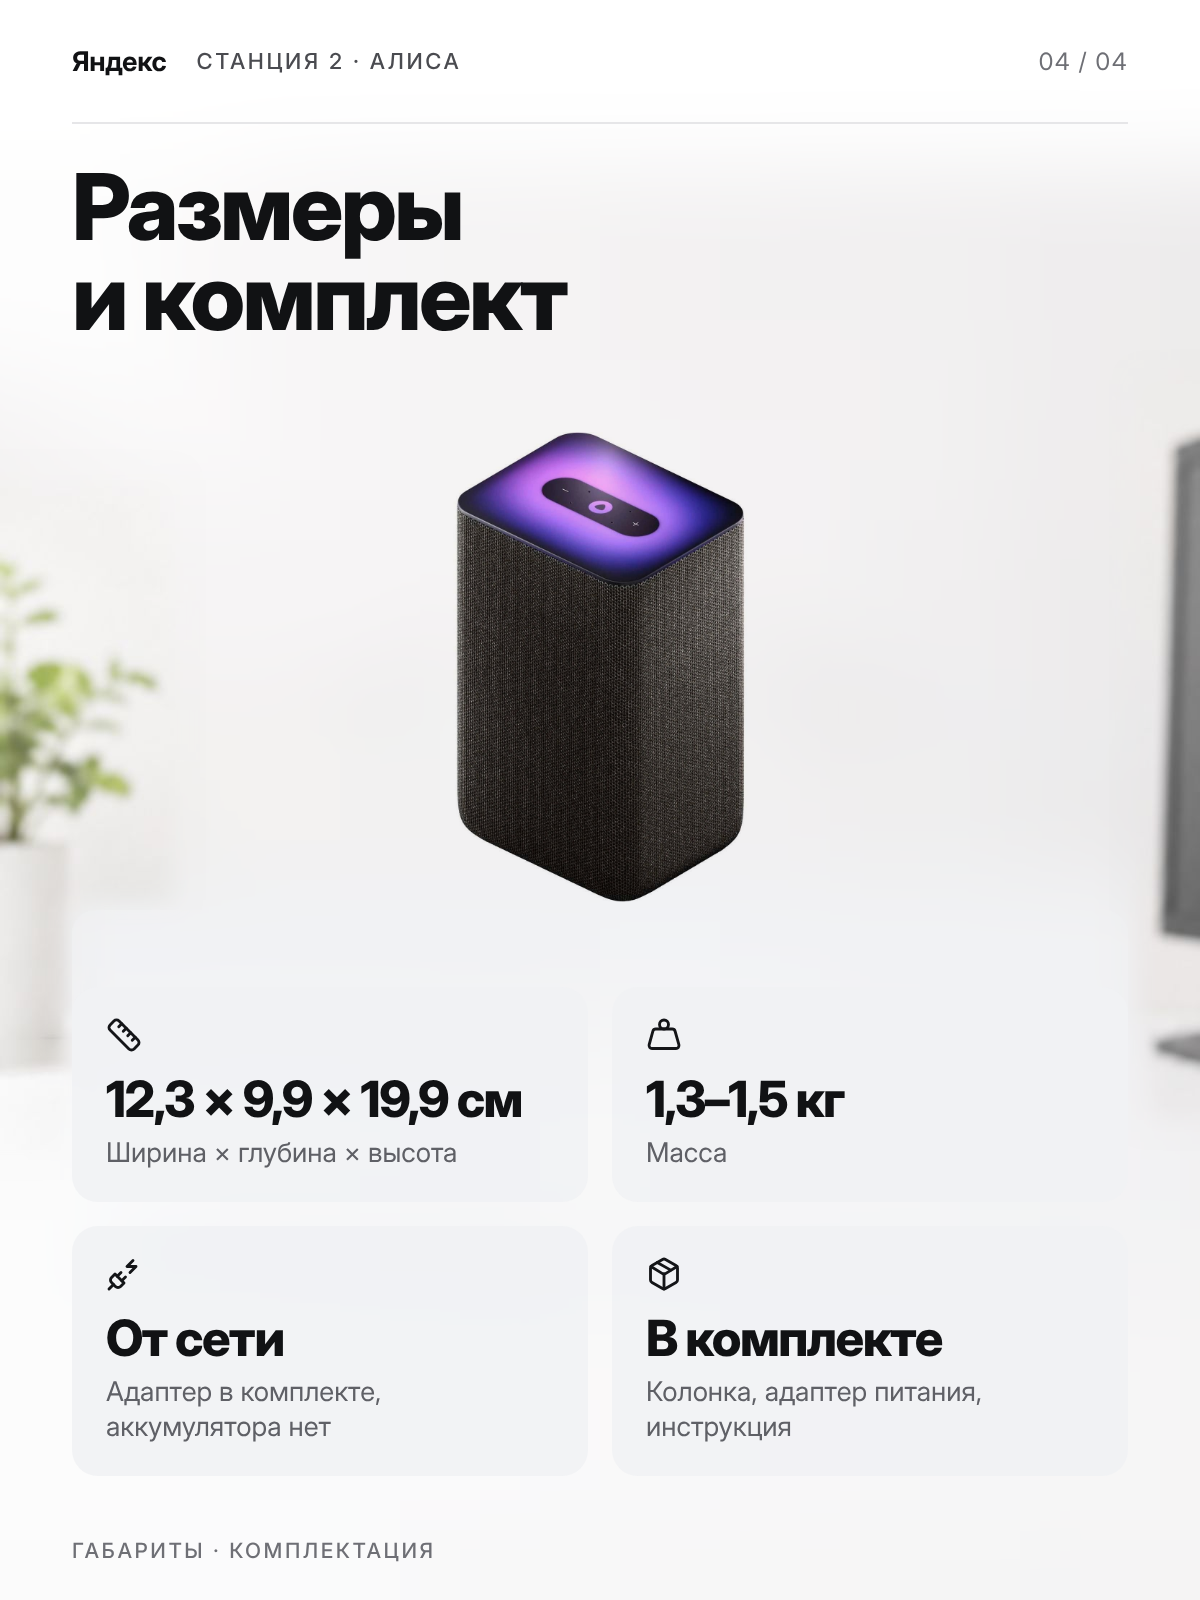 Яндекс СТАНЦИЯ 2 · АЛИСА 04 / 04
Размеры
и комплект
12,3 × 9,9 × 19,9 см
Ширина × глубина × высота
1,3–1,5 кг
Масса
От сети
Адаптер в комплекте,
аккумулятора нет
В комплекте
Колонка, адаптер питания,
инструкция
ГАБАРИТЫ · КОМПЛЕКТАЦИЯ